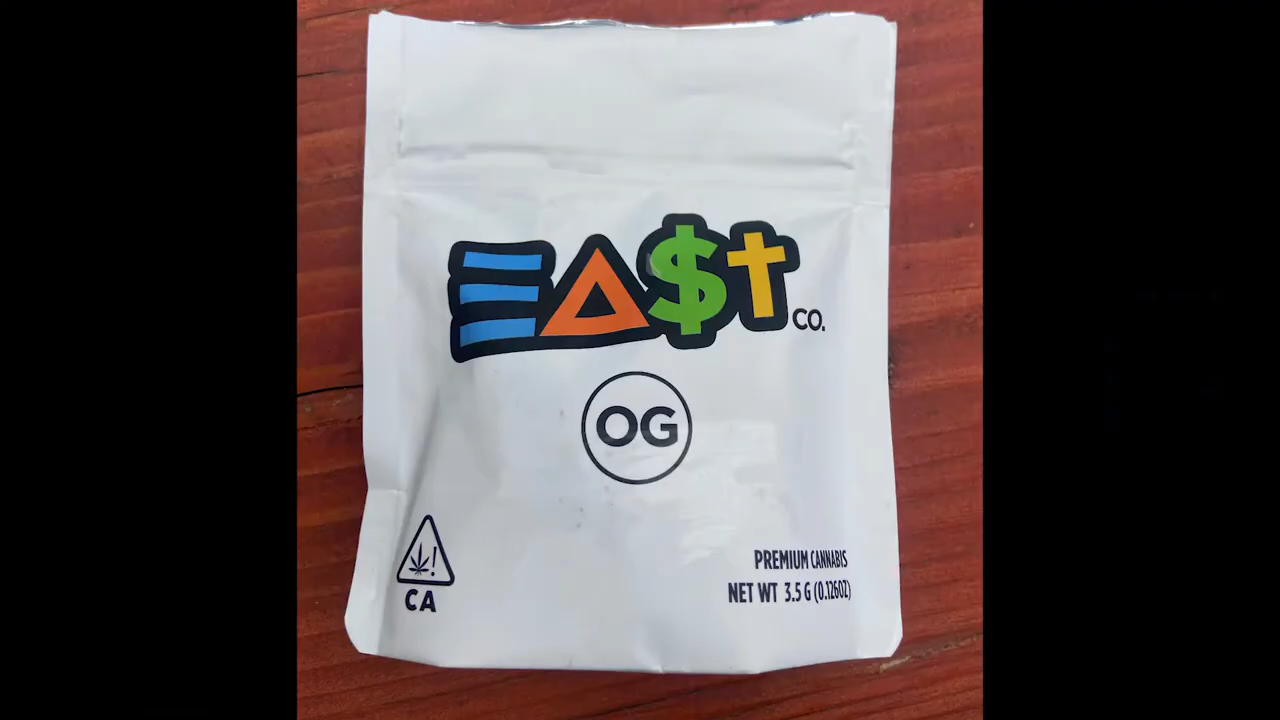 EA$t CO.
OG
CA
PREMIUM CANNABIS
NET WT 3.5 G (0.126OZ)